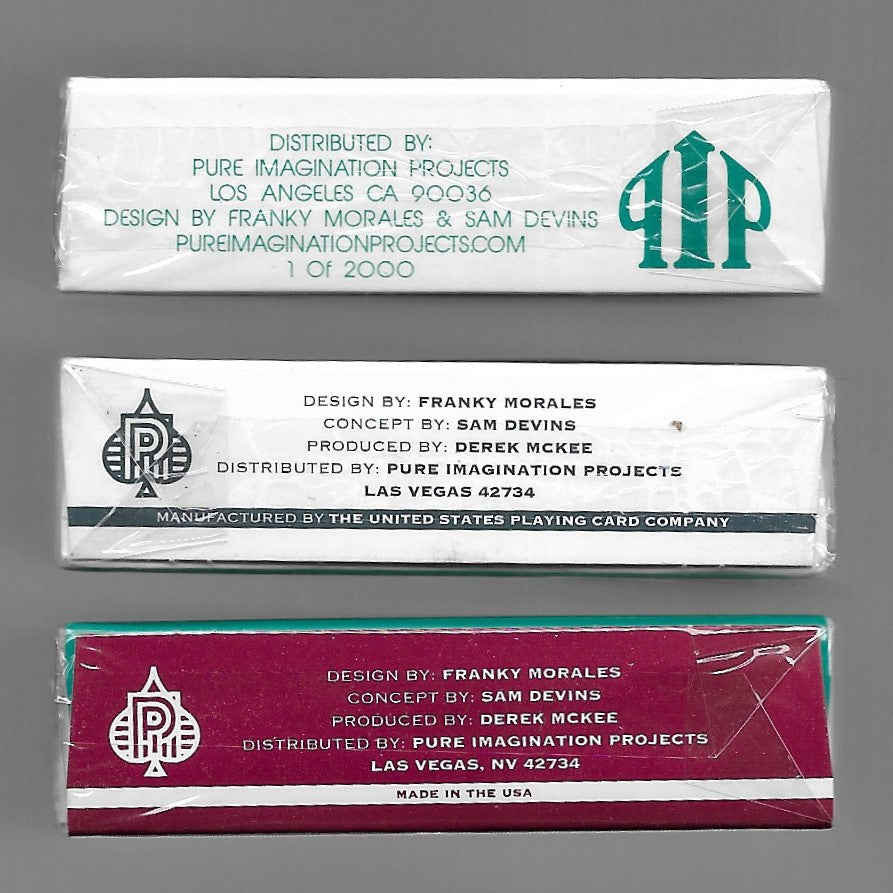 DISTRIBUTED BY:
PURE IMAGINATION PROJECTS
LOS ANGELES CA 90036
DESIGN BY FRANKY MORALES & SAM DEVINS
PUREIMAGINATIONPROJECTS.COM
1 Of 2000
PIP
DESIGN BY: FRANKY MORALES
CONCEPT BY: SAM DEVINS
PRODUCED BY: DEREK MCKEE
DISTRIBUTED BY: PURE IMAGINATION PROJECTS
LAS VEGAS 42734
MANUFACTURED BY THE UNITED STATES PLAYING CARD COMPANY
DESIGN BY: FRANKY MORALES
CONCEPT BY: SAM DEVINS
PRODUCED BY: DEREK MCKEE
DISTRIBUTED BY: PURE IMAGINATION PROJECTS
LAS VEGAS, NV 42734
MADE IN THE USA